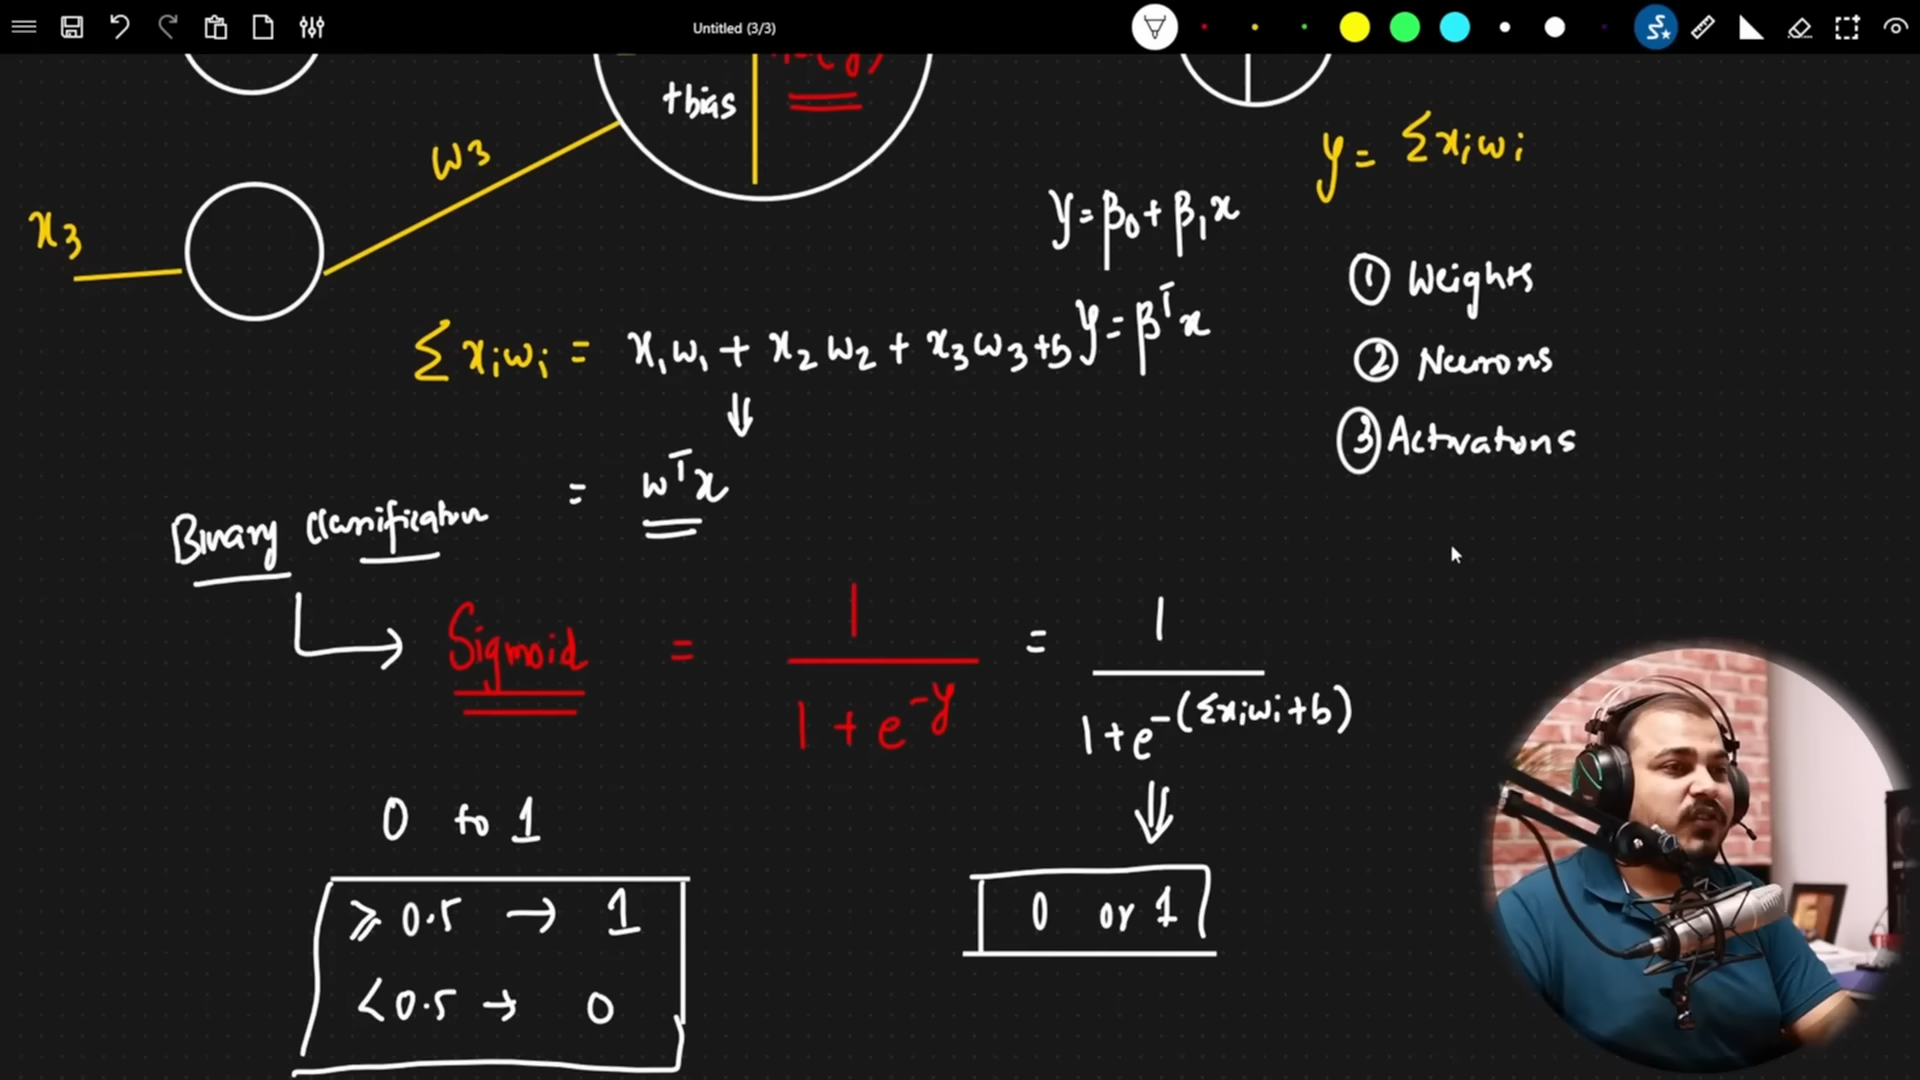 Untitled (3/3)
+bias
w3
x3
y = Σxiwi
y = β0 + β1x
① Weights
Σxiwi = x1w1 + x2w2 + x3w3 + b
y = βᵀx
② Neurons
③ Activations
= wᵀx
Binary Classification
Sigmoid = 1 / 1 + e^-y = 1 / 1 + e^-(Σxiwi + b)
0 to 1
≥ 0.5 → 1
0 or 1
< 0.5 → 0